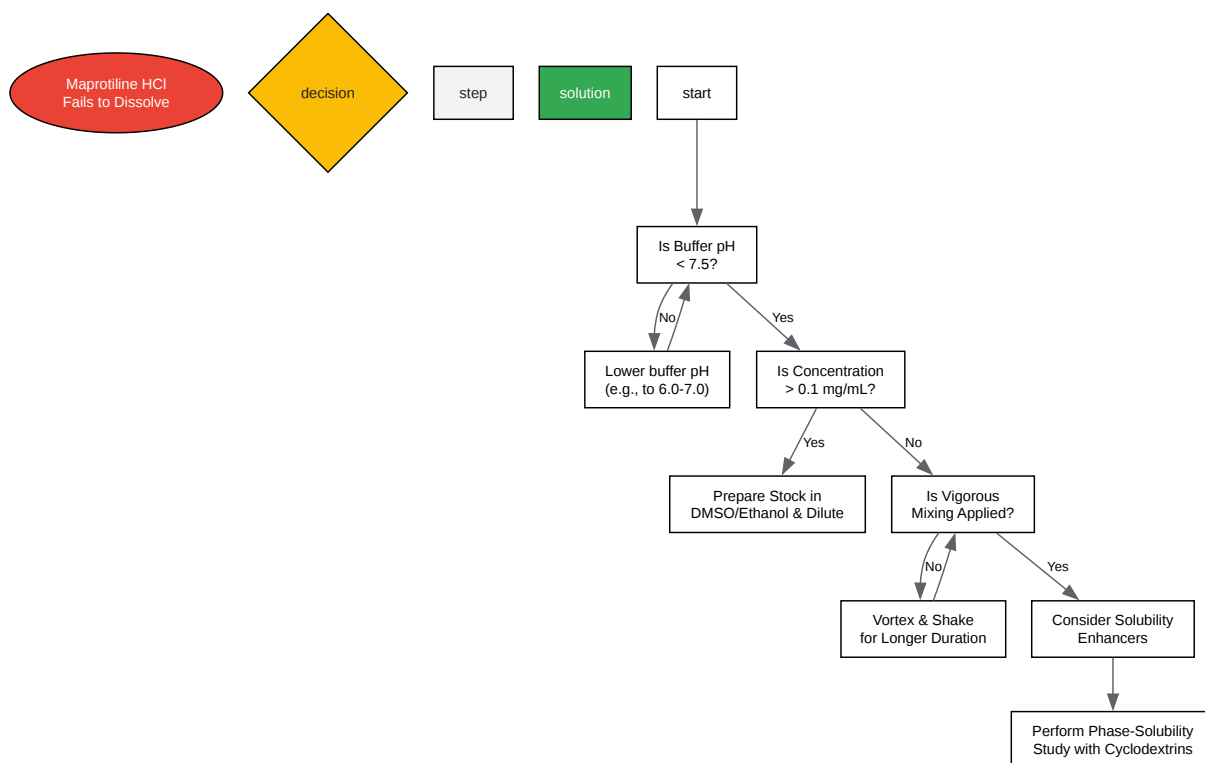 Maprotiline HCl
Fails to Dissolve
decision
step
solution
start
Is Buffer pH
< 7.5?
No
Yes
Lower buffer pH
(e.g., to 6.0-7.0)
Is Concentration
> 0.1 mg/mL?
Yes
No
Prepare Stock in
DMSO/Ethanol & Dilute
Is Vigorous
Mixing Applied?
No
Yes
Vortex & Shake
for Longer Duration
Consider Solubility
Enhancers
Perform Phase-Solubility
Study with Cyclodextrins